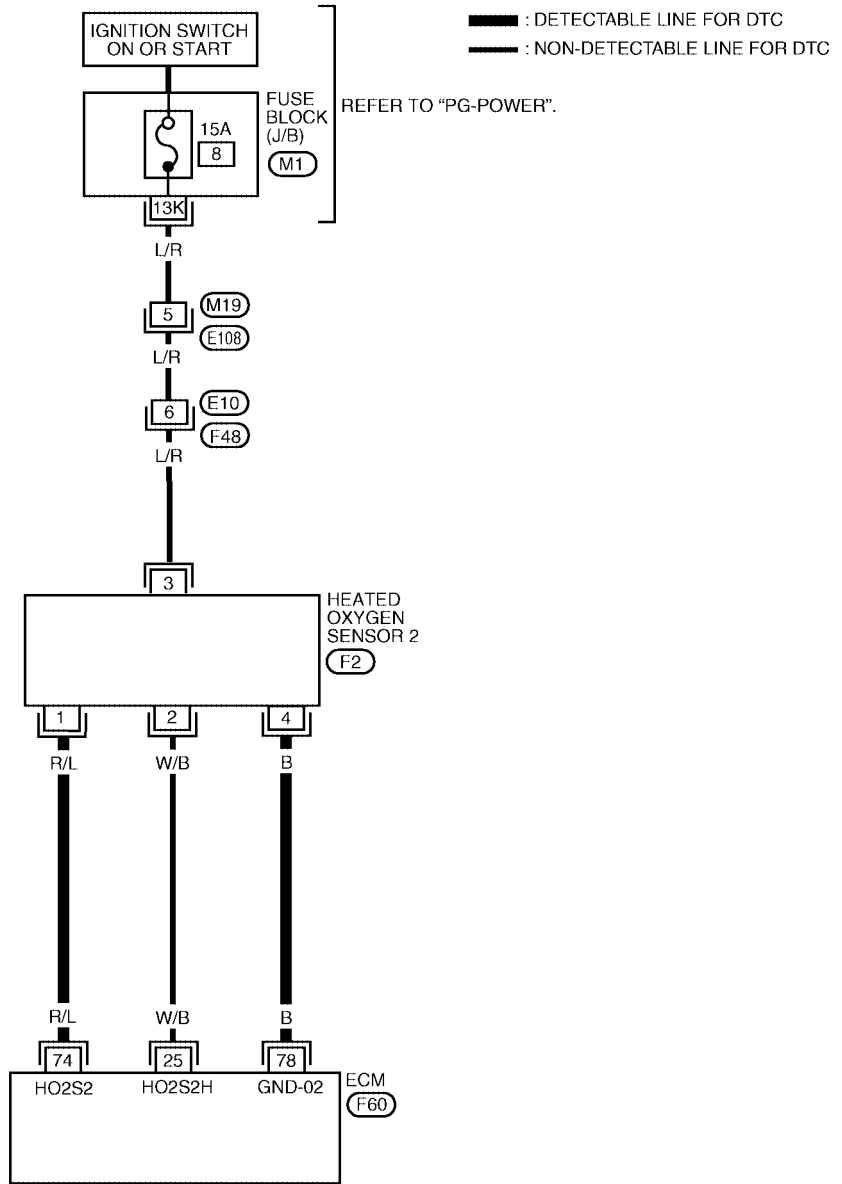 IGNITION SWITCH
ON OR START
: DETECTABLE LINE FOR DTC
: NON-DETECTABLE LINE FOR DTC
FUSE
BLOCK
(J/B)
M1
REFER TO "PG-POWER".
15A
8
13K
L/R
5
M19
E108
L/R
6
E10
F48
L/R
3
HEATED
OXYGEN
SENSOR 2
F2
1
2
4
R/L
W/B
B
R/L
W/B
B
74
25
78
HO2S2
HO2S2H
GND-02
ECM
F60